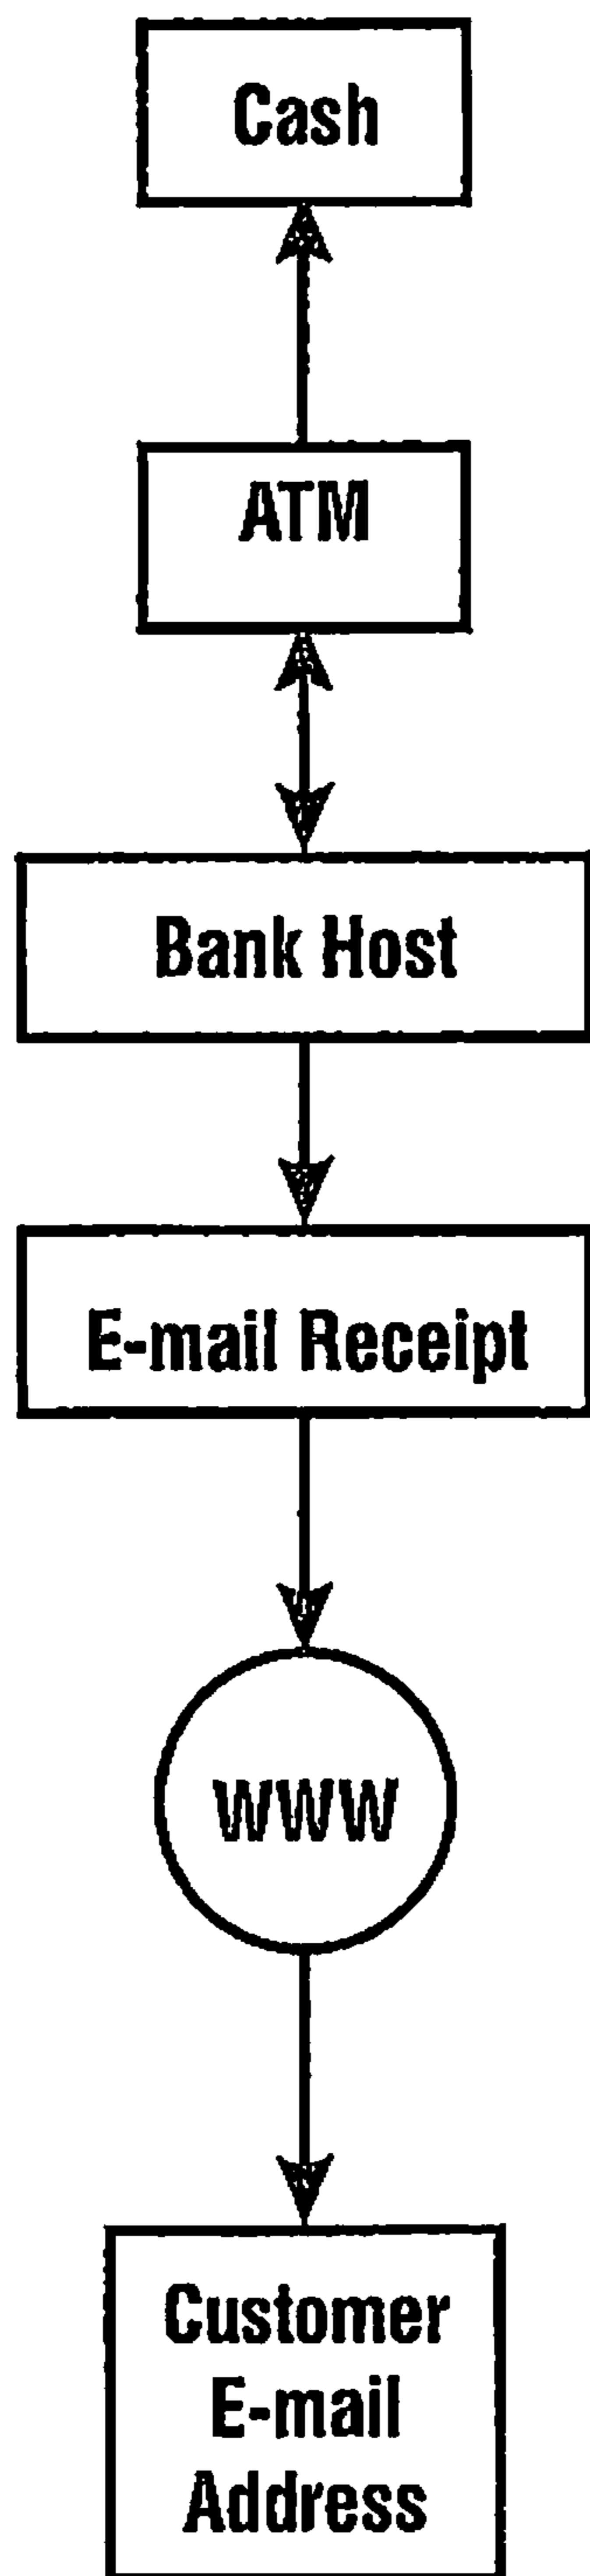 Cash
ATM
Bank Host
E-mail Receipt
WWW
Customer
E-mail
Address